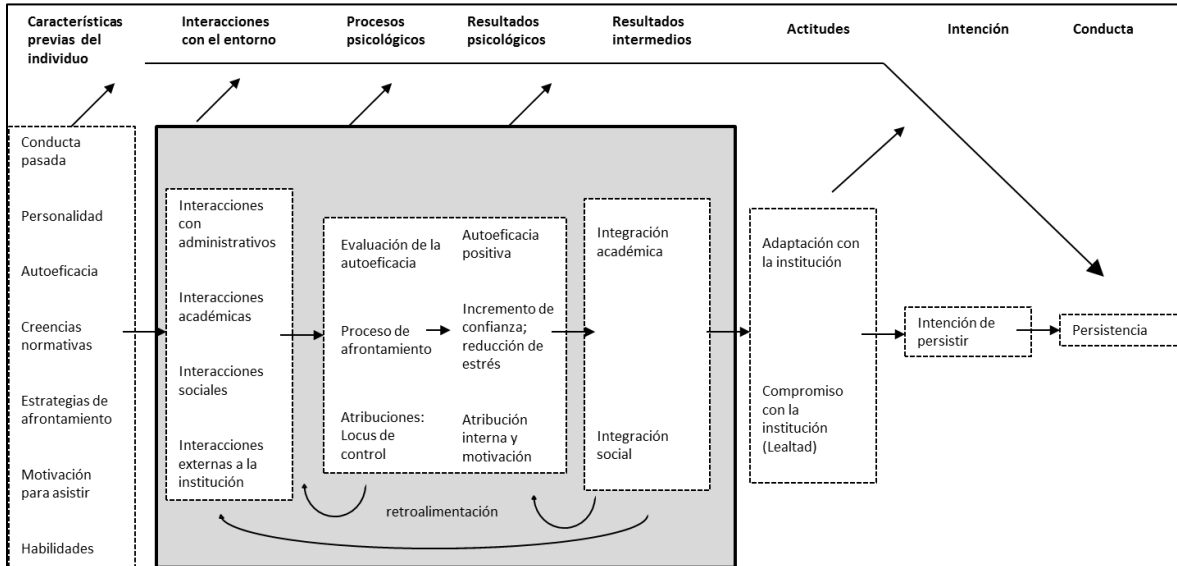 Características
previas del
individuo
Interacciones
con el entorno
Procesos
psicológicos
Resultados
psicológicos
Resultados
intermedios
Actitudes
Intención
Conducta
Conducta
pasada
Personalidad
Autoeficacia
Creencias
normativas
Estrategias de
afrontamiento
Motivación
para asistir
Habilidades
Interacciones
con
administrativos
Interacciones
académicas
Interacciones
sociales
Interacciones
externas a la
institución
Evaluación de la
autoeficacia
Proceso de
afrontamiento
Atribuciones:
Locus de
control
Autoeficacia
positiva
Incremento de
confianza;
reducción de
estrés
Atribución
interna y
motivación
Integración
académica
Integración
social
retroalimentación
Adaptación con
la institución
Compromiso
con la
institución
(Lealtad)
Intención de
persistir
Persistencia